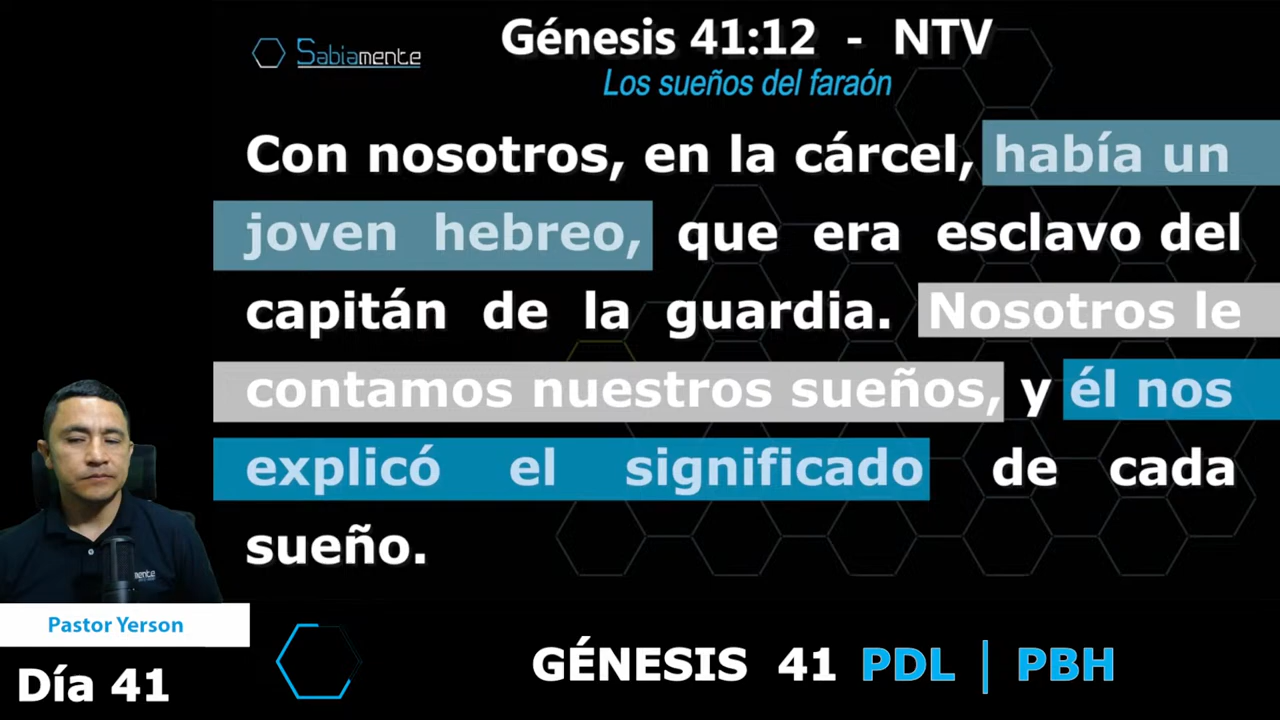 Sabiamente
Génesis 41:12 - NTV
Los sueños del faraón
Con nosotros, en la cárcel, había un
joven hebreo, que era esclavo del
capitán de la guardia. Nosotros le
contamos nuestros sueños, y él nos
explicó el significado de cada
sueño.
mente
Pastor Yerson
Día 41
GÉNESIS 41 PDL | PBH